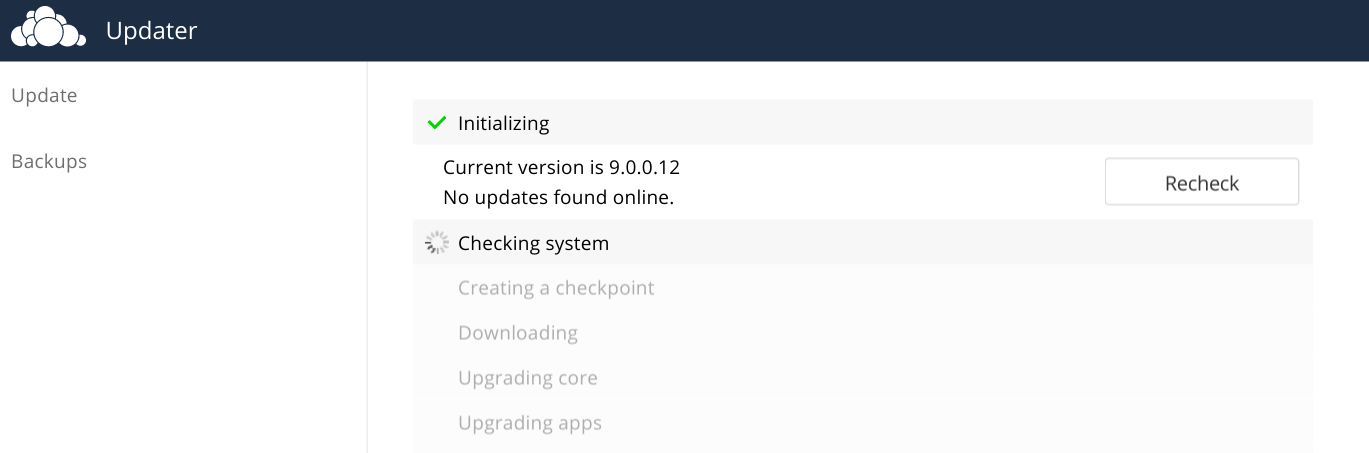 Updater
Update
Backups
Initializing
Current version is 9.0.0.12
No updates found online.
Recheck
Checking system
Creating a checkpoint
Downloading
Upgrading core
Upgrading apps